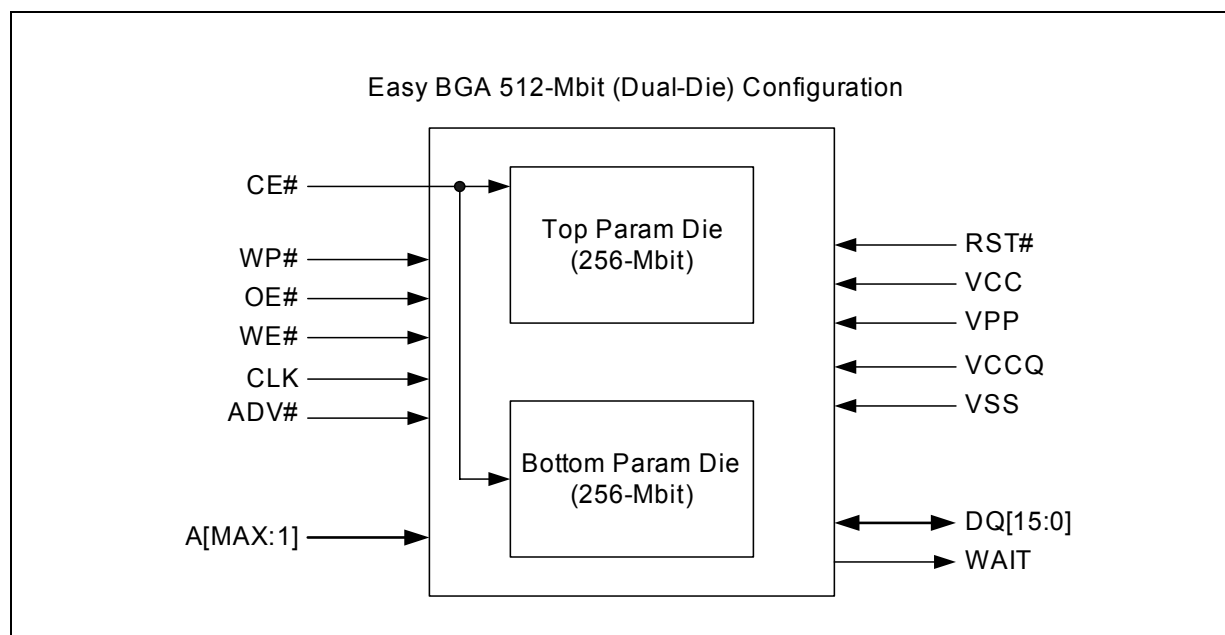 Easy BGA 512-Mbit (Dual-Die) Configuration
CE#
WP#
OE#
WE#
CLK
ADV#
A[MAX:1]
Top Param Die
(256-Mbit)
Bottom Param Die
(256-Mbit)
RST#
VCC
VPP
VCCQ
VSS
DQ[15:0]
WAIT